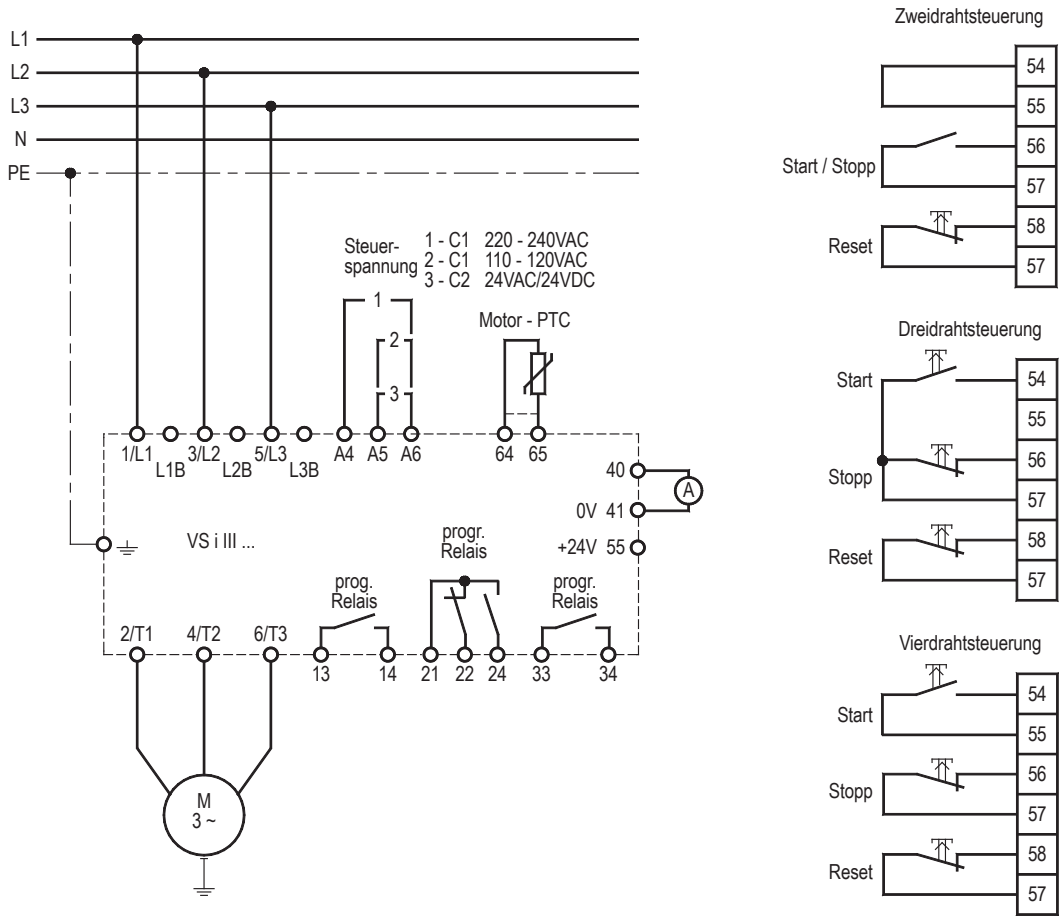 L1
L2
L3
N
PE
Steuer-
spannung
1 - C1 220 - 240VAC
2 - C1 110 - 120VAC
3 - C2 24VAC/24VDC
1
2
3
Motor - PTC
1/L1
L1B
3/L2
L2B
5/L3
L3B
A4
A5
A6
64
65
40
A
0V 41
+24V 55
VS i III ...
prog.
Relais
progr.
Relais
progr.
Relais
2/T1
4/T2
6/T3
13
14
21
22
24
33
34
M
3 ~
Zweidrahtsteuerung
54
55
56
Start / Stopp
57
58
Reset
57
Dreidrahtsteuerung
Start
54
55
56
Stopp
57
58
Reset
57
Vierdrahtsteuerung
54
Start
55
56
Stopp
57
58
Reset
57